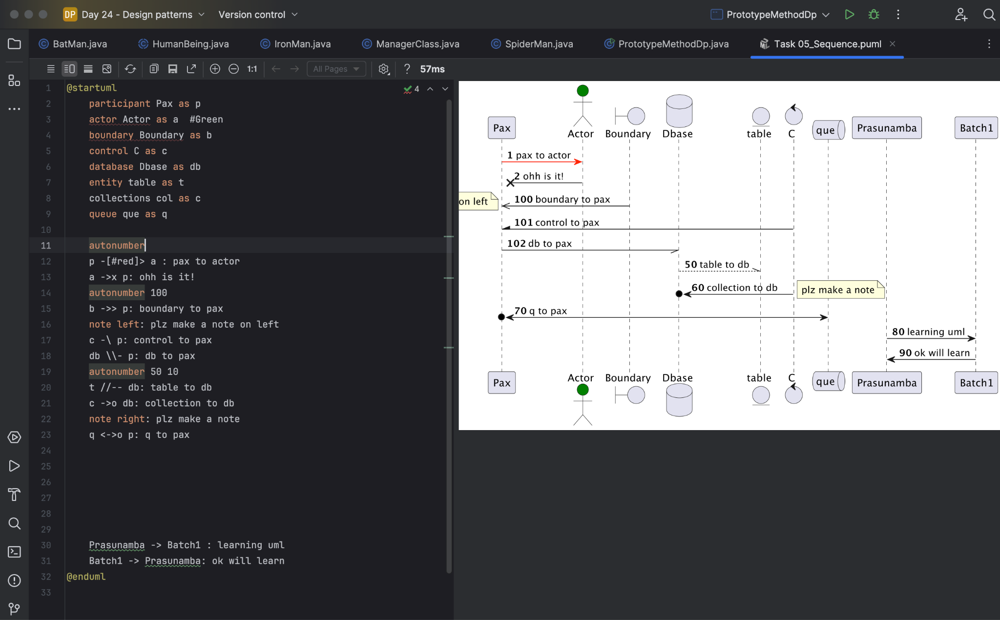 DP Day 24 - Design patterns Version control PrototypeMethodDp
BatMan.java HumanBeing.java IronMan.java ManagerClass.java SpiderMan.java PrototypeMethodDp.java Task 05_Sequence.puml
1:1 All Pages ? 57ms
1 @startuml
4
2 participant Pax as p
3 actor Actor as a #Green
4 boundary Boundary as b
5 control C as c
6 database Dbase as db
7 entity table as t
8 collections col as c
9 queue que as q
10
11 autonumber
12 p -[#red]> a : pax to actor
13 a ->x p: ohh is it!
14 autonumber 100
15 b ->> p: boundary to pax
16 note left: plz make a note on left
17 c -\ p: control to pax
18 db \\- p: db to pax
19 autonumber 50 10
20 t //-- db: table to db
21 c ->o db: collection to db
22 note right: plz make a note
23 q <->o p: q to pax
24
25
26
27
28
29
30 Prasunamba -> Batch1 : learning uml
31 Batch1 -> Prasunamba: ok will learn
32 @enduml
33
Pax Actor Boundary Dbase table C que Prasunamba Batch1
1 pax to actor
2 ohh is it!
on left
100 boundary to pax
101 control to pax
102 db to pax
50 table to db
60 collection to db
plz make a note
70 q to pax
80 learning uml
90 ok will learn
Pax Actor Boundary Dbase table C que Prasunamba Batch1